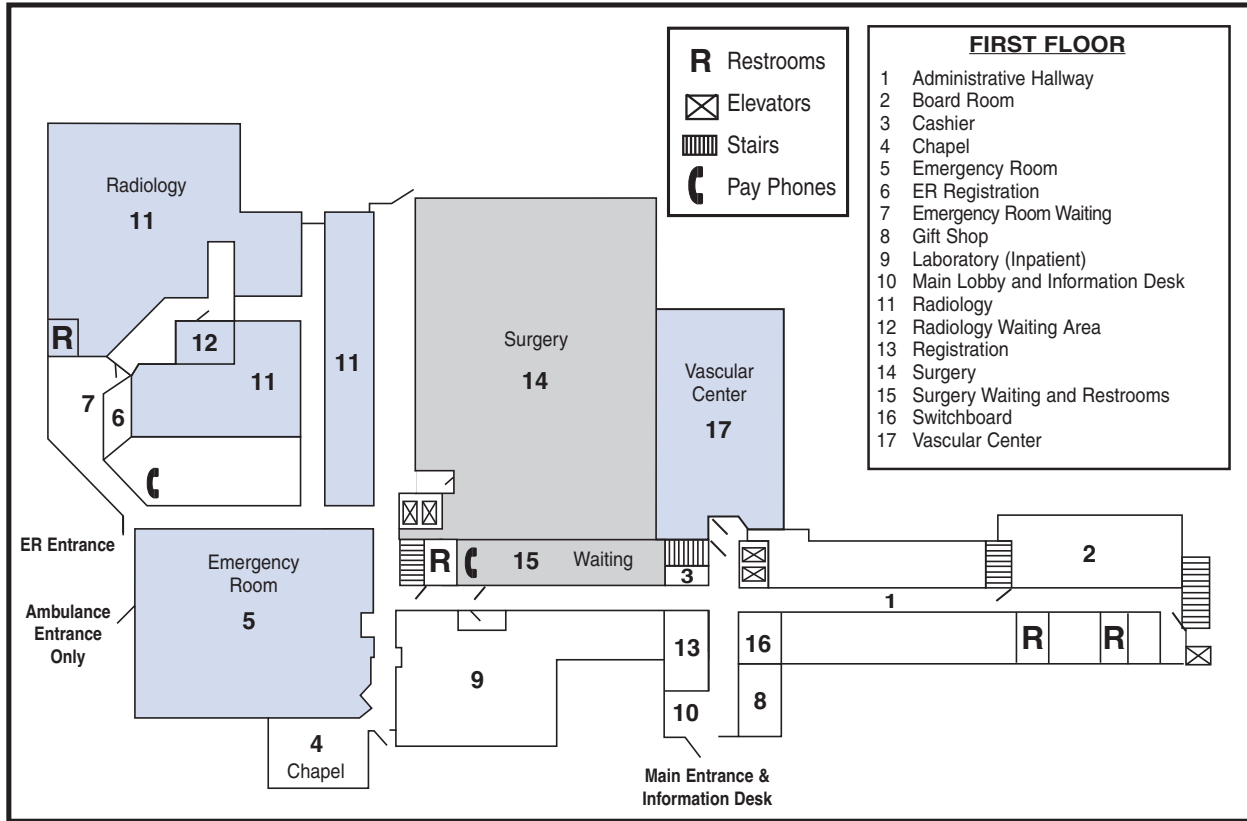 R Restrooms
Elevators
Stairs
Pay Phones
FIRST FLOOR
1 Administrative Hallway
2 Board Room
3 Cashier
4 Chapel
5 Emergency Room
6 ER Registration
7 Emergency Room Waiting
8 Gift Shop
9 Laboratory (Inpatient)
10 Main Lobby and Information Desk
11 Radiology
12 Radiology Waiting Area
13 Registration
14 Surgery
15 Surgery Waiting and Restrooms
16 Switchboard
17 Vascular Center
Radiology
11
R
12
11
11
7
6
Surgery
14
Vascular
Center
17
ER Entrance
Emergency
Room
5
Ambulance
Entrance
Only
R
15 Waiting
3
2
1
13
16
R
R
9
10
8
4
Chapel
Main Entrance &
Information Desk